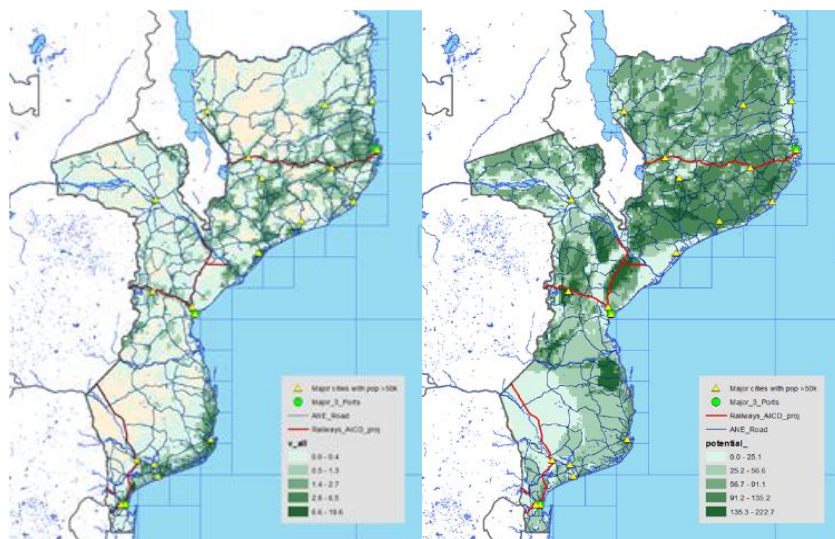 Major cities with pop >50k
Major_3_Ports
ANE_Road
Railways_AICD_proj
v_all
0.0 - 0.4
0.5 - 1.3
1.4 - 2.7
2.8 - 6.5
6.6 - 19.6
Major cities with pop >50k
Major_3_Ports
Railways_AICD_proj
ANE_Road
potential_
0.0 - 25.1
25.2 - 56.6
56.7 - 91.1
91.2 - 135.2
135.3 - 222.7